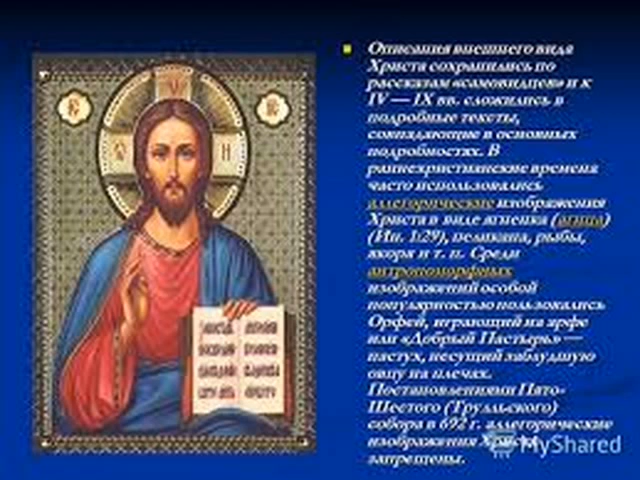 Описания внешнего вида
Христа сохранились по
рассказам «самовидцев» и к
IV — IX вв. сложились в
подробные тексты,
совпадающие в основных
подробностях. В
раннехристианские времена
часто использовались
аллегорические изображения
Христа в виде ягненка (агнца)
(Ин. 1:29), пеликана, рыбы,
якоря и т. п. Среди
антропоморфных
изображений особой
популярностью пользовались
Орфей, играющий на арфе
или «Добрый Пастырь» —
пастух, несущий заблудшую
овцу на плечах.
Постановлениями Пято-
Шестого (Трулльского)
собора в 692 г. аллегорические
изображения Христа
запрещены.
MyShared